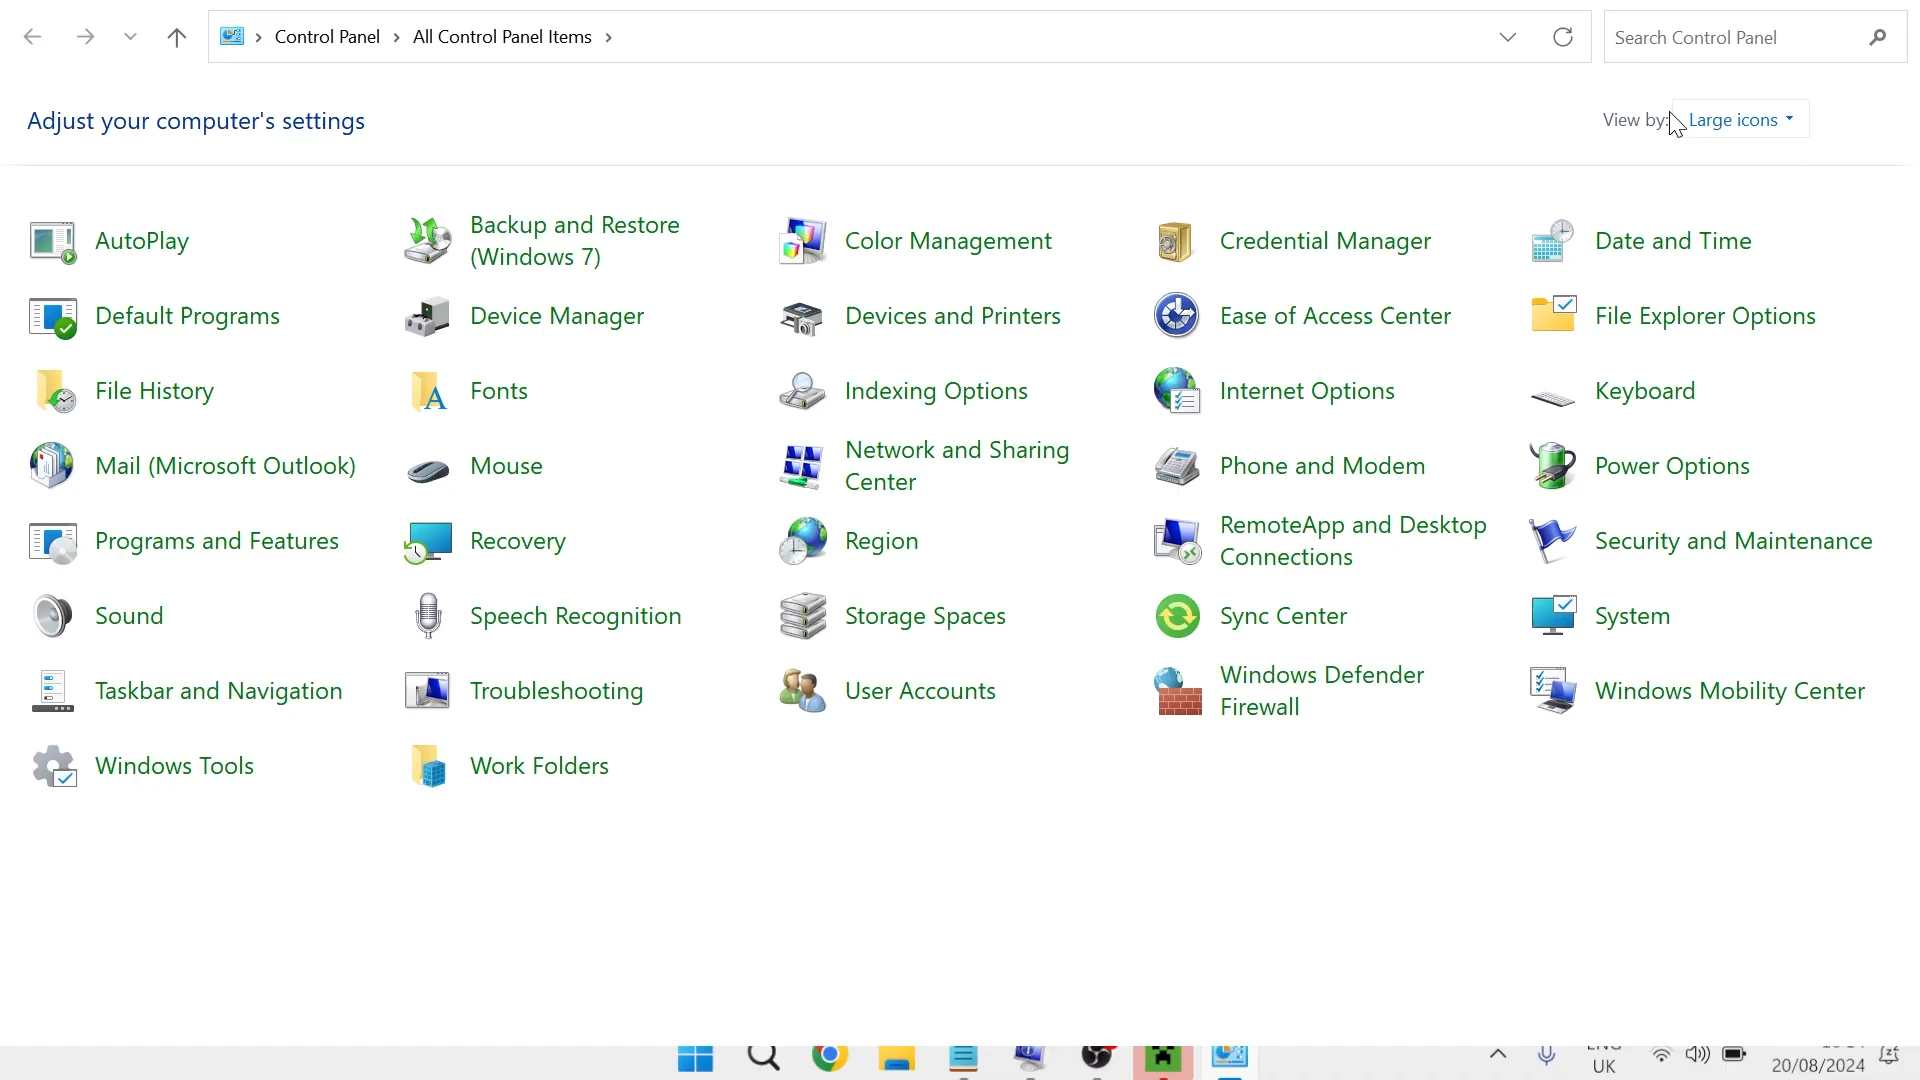 Control Panel All Control Panel Items
Search Control Panel
Adjust your computer's settings
View by: Large icons
AutoPlay
Backup and Restore
(Windows 7)
Color Management
Credential Manager
Date and Time
Default Programs
Device Manager
Devices and Printers
Ease of Access Center
File Explorer Options
File History
Fonts
Indexing Options
Internet Options
Keyboard
Mail (Microsoft Outlook)
Mouse
Network and Sharing
Center
Phone and Modem
Power Options
Programs and Features
Recovery
Region
RemoteApp and Desktop
Connections
Security and Maintenance
Sound
Speech Recognition
Storage Spaces
Sync Center
System
Taskbar and Navigation
Troubleshooting
User Accounts
Windows Defender
Firewall
Windows Mobility Center
Windows Tools
Work Folders
ENG
UK
20/08/2024